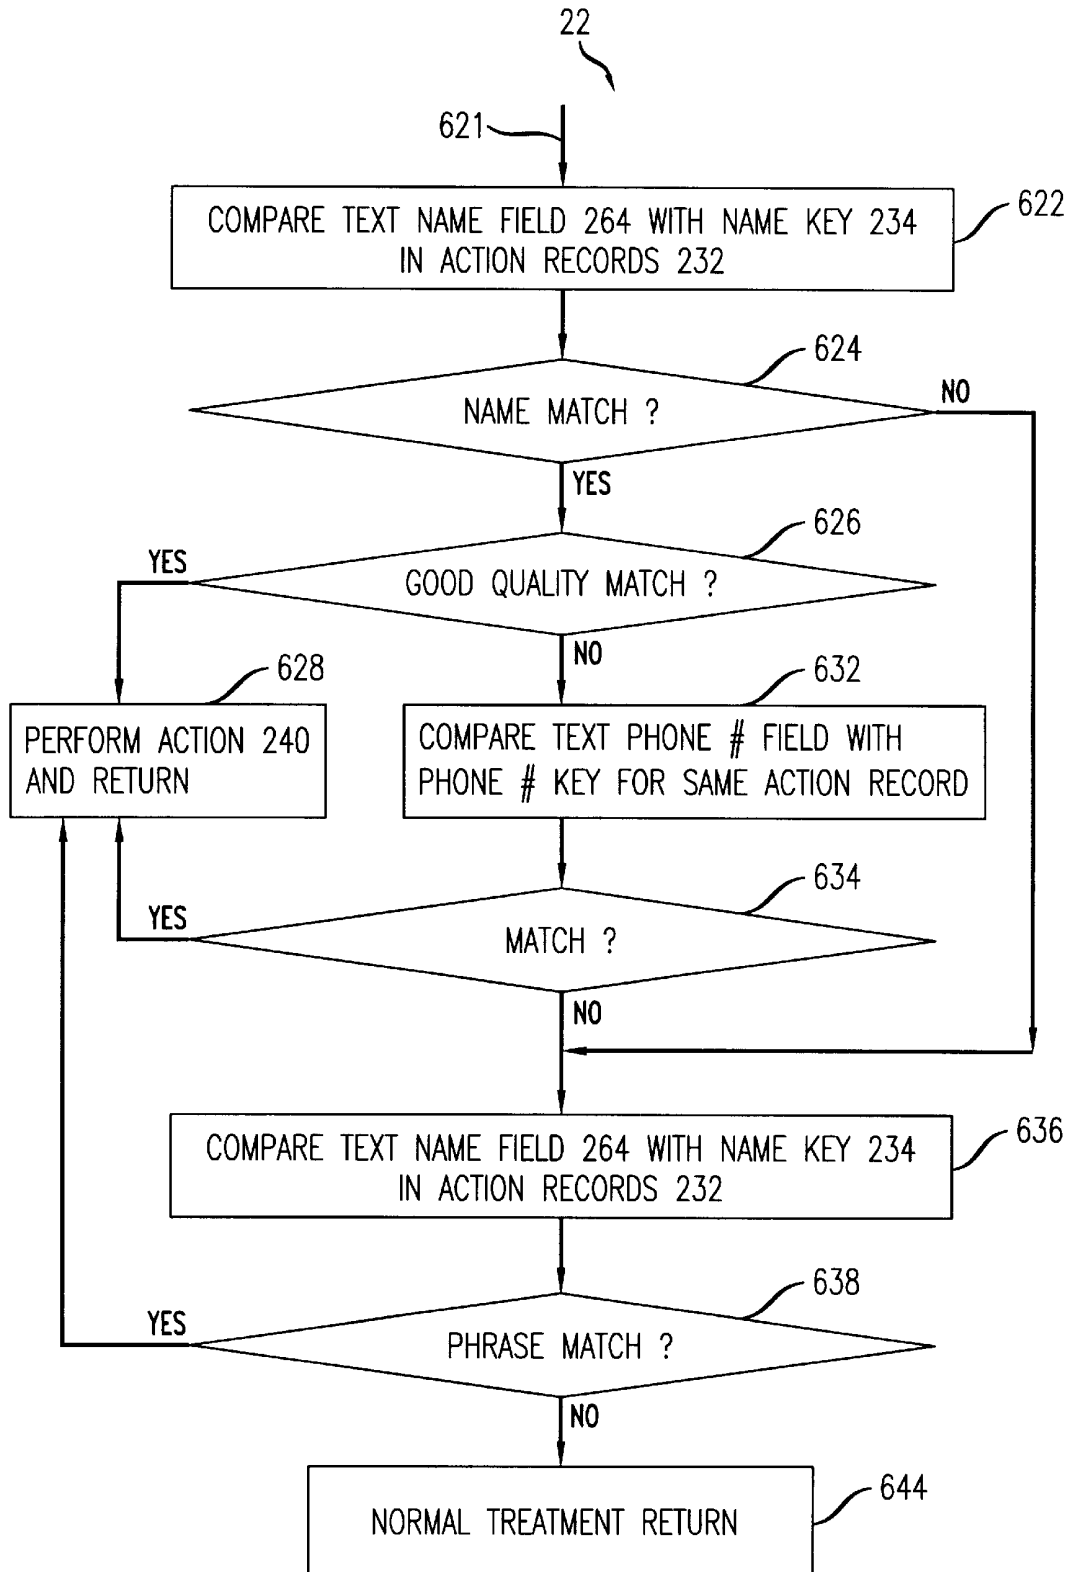 22
621
COMPARE TEXT NAME FIELD 264 WITH NAME KEY 234
IN ACTION RECORDS 232
622
624
NAME MATCH ?
NO
YES
626
YES
GOOD QUALITY MATCH ?
NO
628
632
PERFORM ACTION 240
AND RETURN
COMPARE TEXT PHONE # FIELD WITH
PHONE # KEY FOR SAME ACTION RECORD
634
YES
MATCH ?
NO
636
COMPARE TEXT NAME FIELD 264 WITH NAME KEY 234
IN ACTION RECORDS 232
638
YES
PHRASE MATCH ?
NO
644
NORMAL TREATMENT RETURN